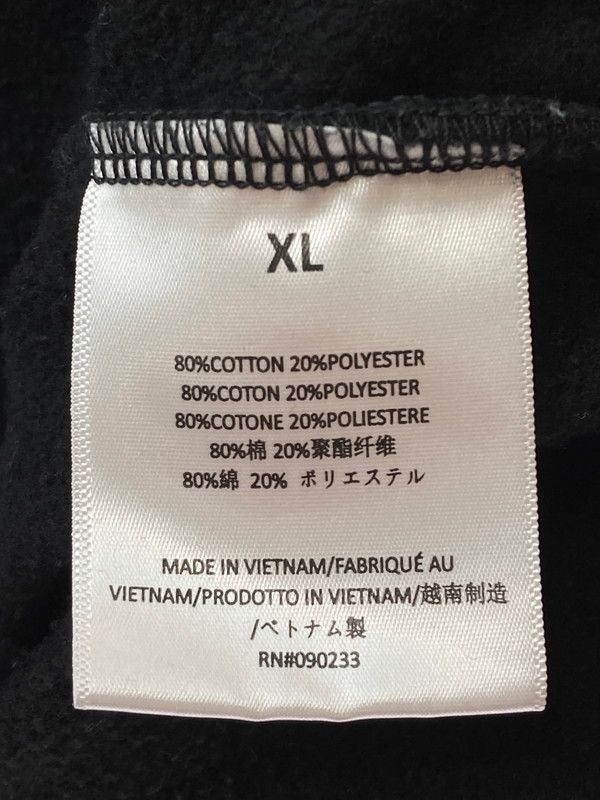 XL
80%COTTON 20%POLYESTER
80%COTON 20%POLYESTER
80%COTONE 20%POLIESTERE
80%棉 20%聚酯纤维
80%綿 20% ポリエステル
MADE IN VIETNAM/FABRIQUÉ AU
VIETNAM/PRODOTTO IN VIETNAM/越南制造
/ベトナム製
RN#090233